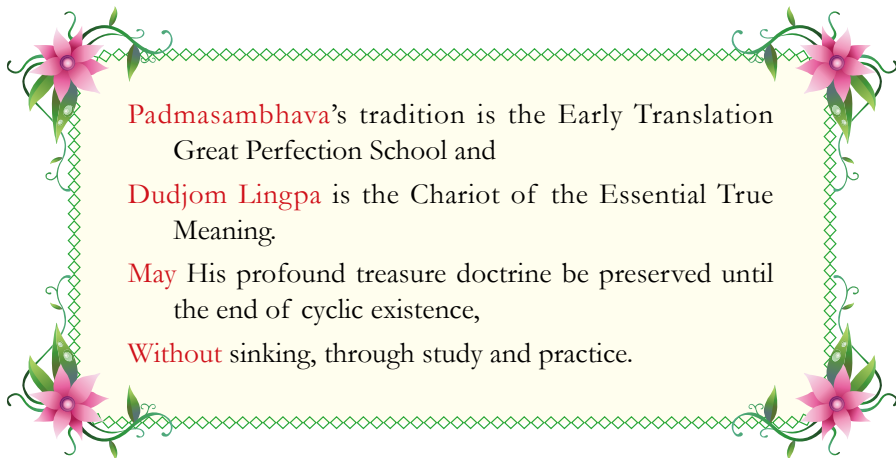 Padmasambhava’s tradition is the Early Translation
Great Perfection School and
Dudjom Lingpa is the Chariot of the Essential True
Meaning.
May His profound treasure doctrine be preserved until
the end of cyclic existence,
Without sinking, through study and practice.